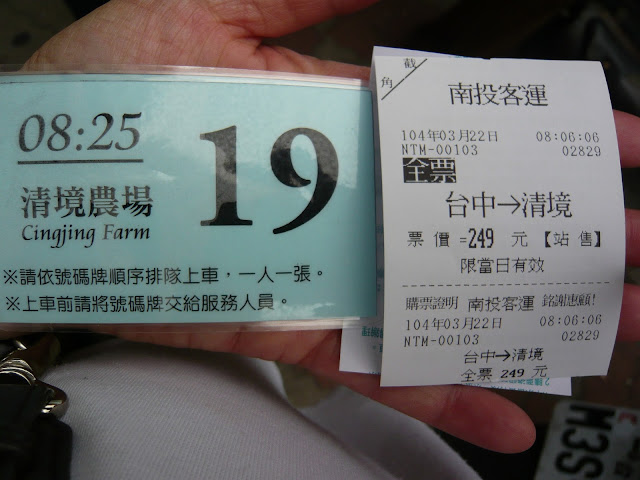 08:25
19
清境農場
Cingjing Farm
※請依號碼牌順序排隊上車，一人一張。
※上車前請將號碼牌交給服務人員。
截角
南投客運
104年03月22日 08:06:06
NTM-00103 02829
全票
台中→清境
票 價 =249 元 【站 售】
限當日有效
購票證明 南投客運 銘謝惠顧!
104年03月22日 08:06:06
NTM-00103 02829
台中→清境
全票 249 元
M3S